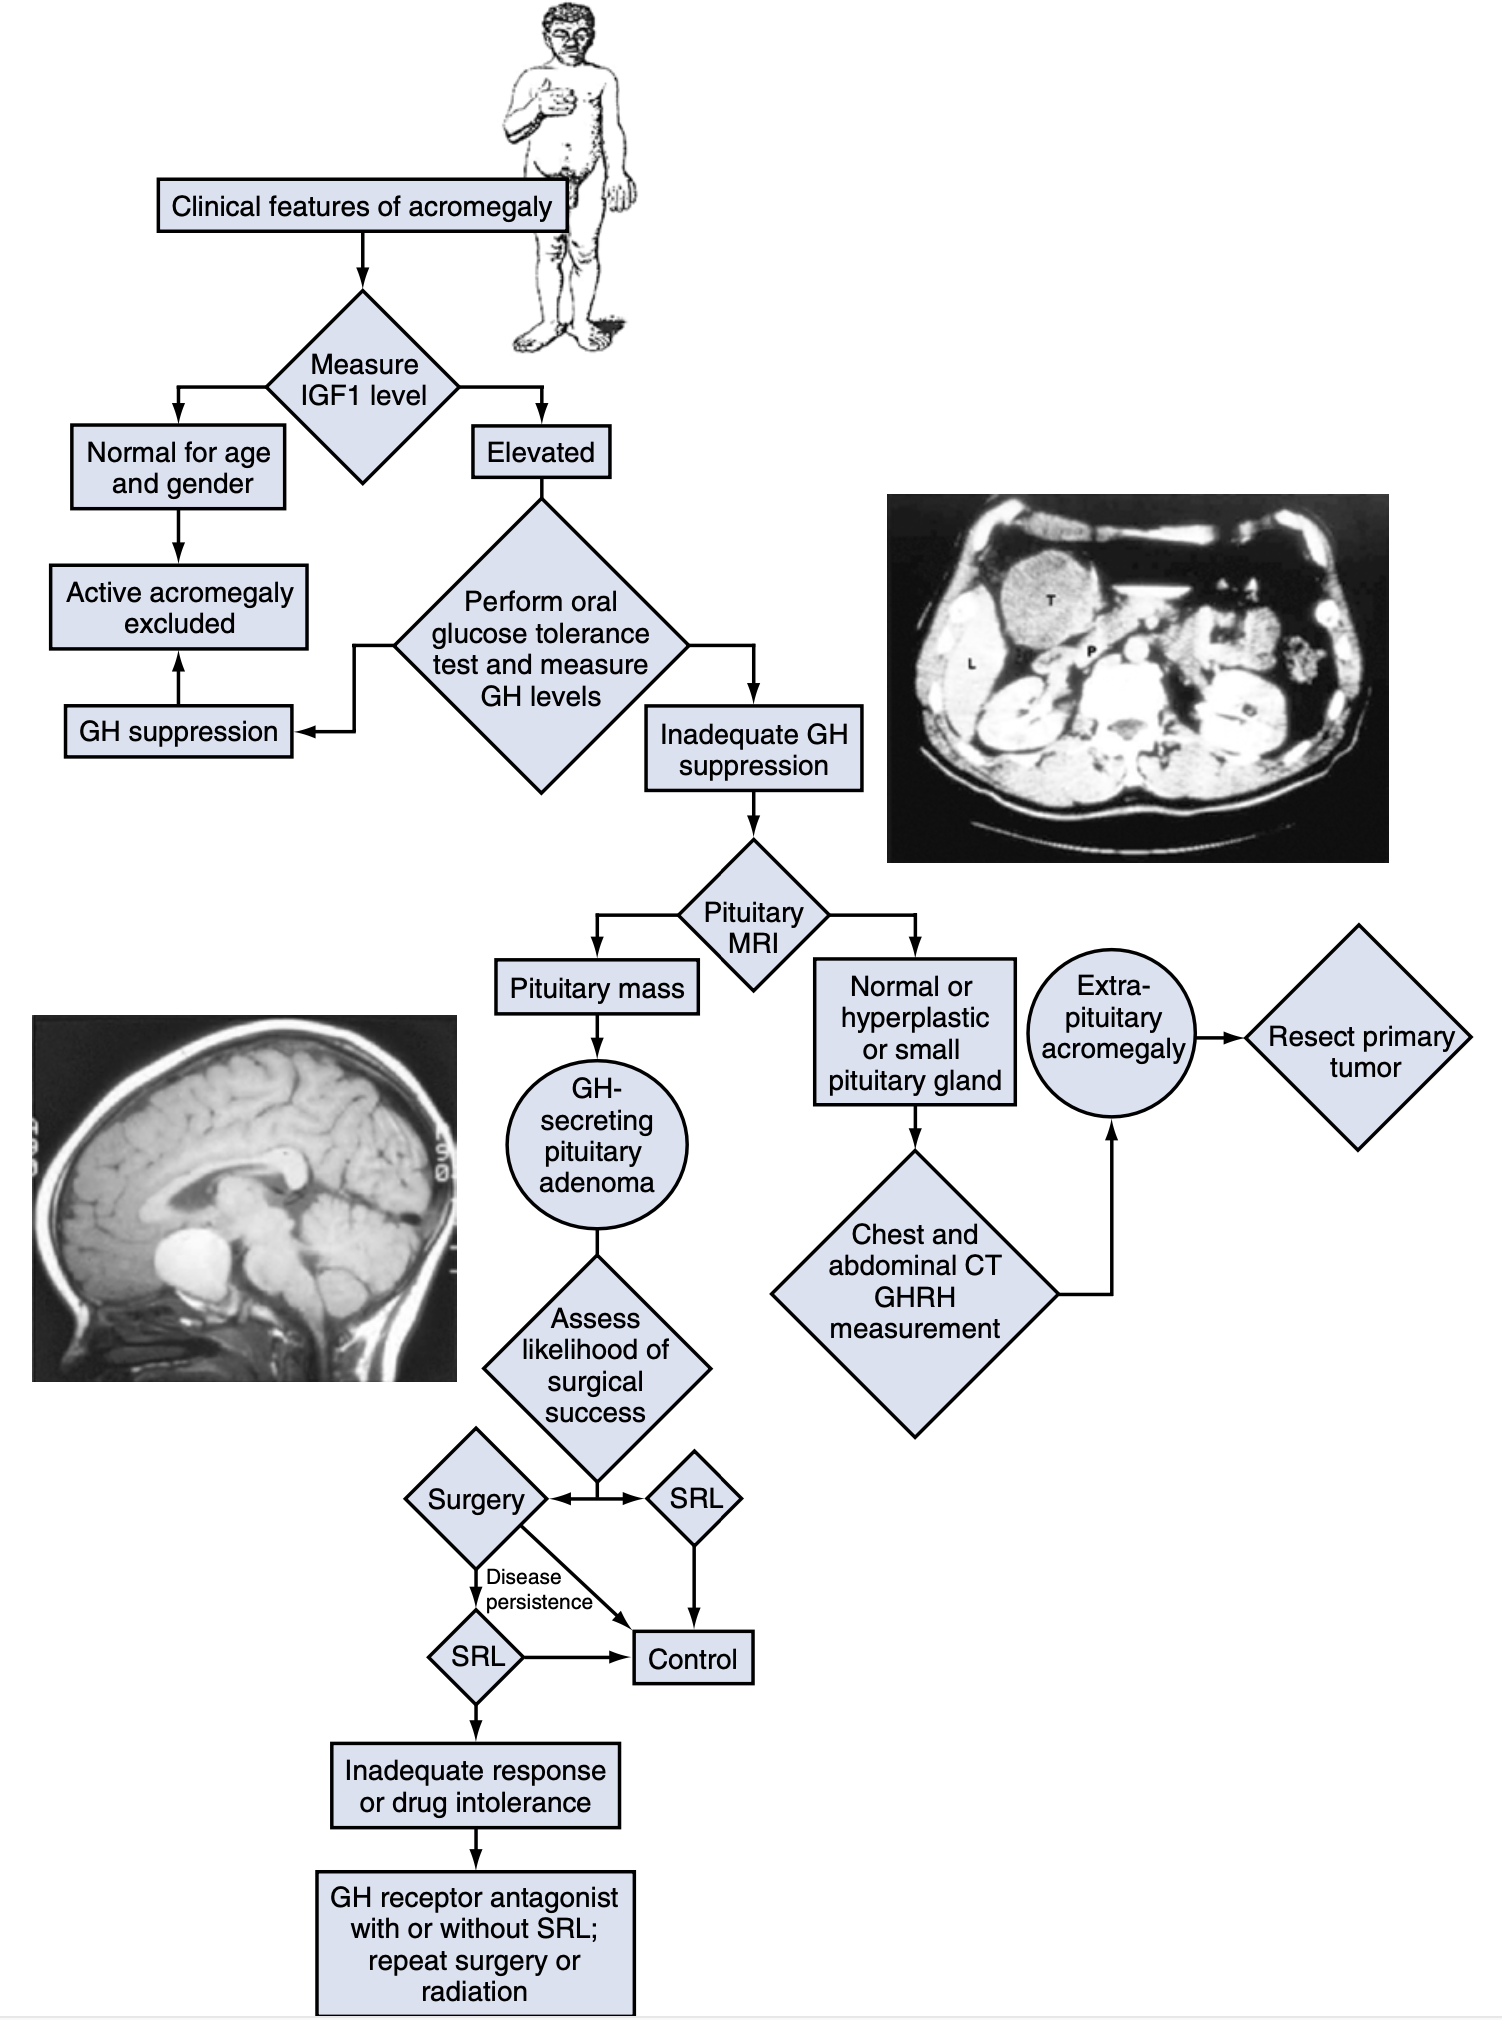 Clinical features of acromegaly
Measure
IGF1 level
Normal for age
and gender
Elevated
Active acromegaly
excluded
Perform oral
glucose tolerance
test and measure
GH levels
GH suppression
Inadequate GH
suppression
T
P
L
Pituitary
MRI
Pituitary mass
Normal or
hyperplastic
or small
pituitary gland
Extra-
pituitary
acromegaly
Resect primary
tumor
GH-
secreting
pituitary
adenoma
Chest and
abdominal CT
GHRH
measurement
Assess
likelihood of
surgical
success
Surgery
SRL
Disease
persistence
SRL
Control
Inadequate response
or drug intolerance
GH receptor antagonist
with or without SRL;
repeat surgery or
radiation